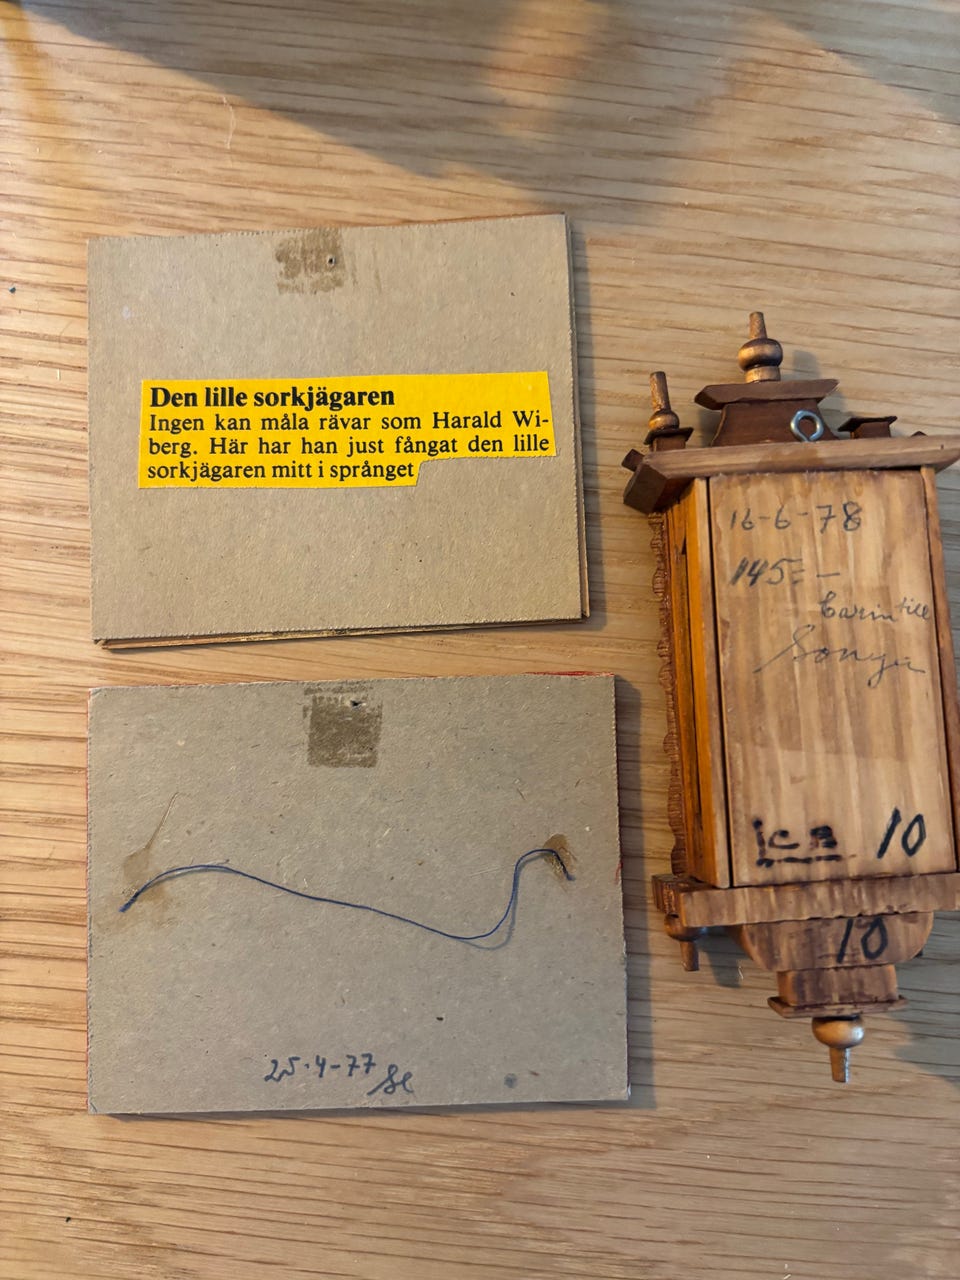 Den lille sorkjägaren
Ingen kan måla rävar som Harald Wi-
berg. Här har han just fångat den lille
sorkjägaren mitt i språnget
25-4-77
16-6-78
145:-
Carin till
Sonja
10
10